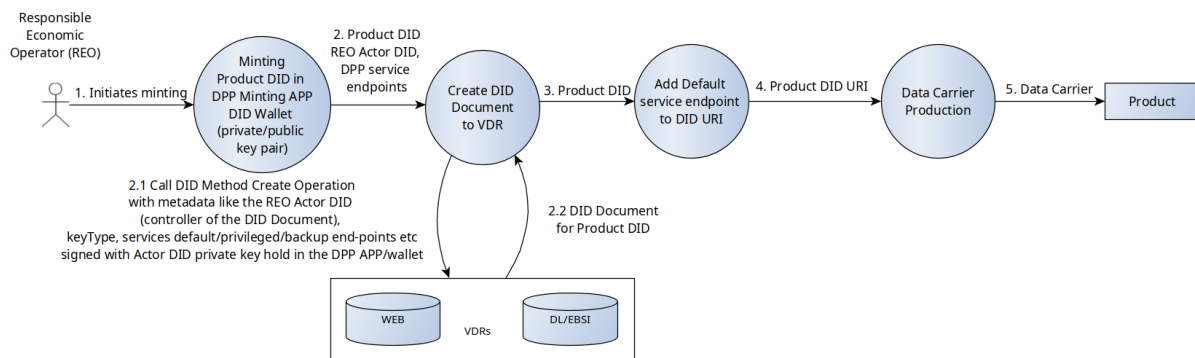 Responsible
Economic
Operator (REO)
1. Initiates minting
Minting
Product DID in
DPP Minting APP
DID Wallet
(private/public
key pair)
2. Product DID
REO Actor DID,
DPP service
endpoints
Create DID
Document
to VDR
3. Product DID
Add Default
service endpoint
to DID URI
4. Product DID URI
Data Carrier
Production
5. Data Carrier
Product
2.1 Call DID Method Create Operation
with metadata like the REO Actor DID
(controller of the DID Document),
keyType, services default/privileged/backup end-points etc
signed with Actor DID private key hold in the DPP APP/wallet
2.2 DID Document
for Product DID
WEB
VDRs
DL/EBSI